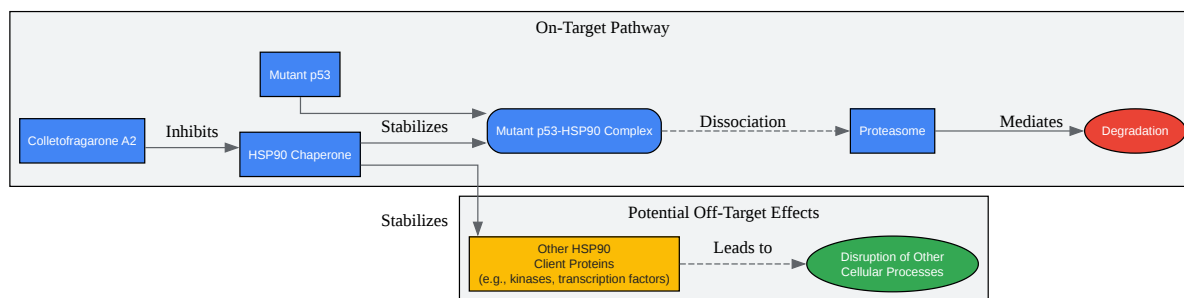 On-Target Pathway
Mutant p53
Colletofragarone A2
Inhibits
HSP90 Chaperone
Stabilizes
Mutant p53-HSP90 Complex
Dissociation
Proteasome
Mediates
Degradation
Stabilizes
Potential Off-Target Effects
Other HSP90
Client Proteins
(e.g., kinases, transcription factors)
Leads to
Disruption of Other
Cellular Processes